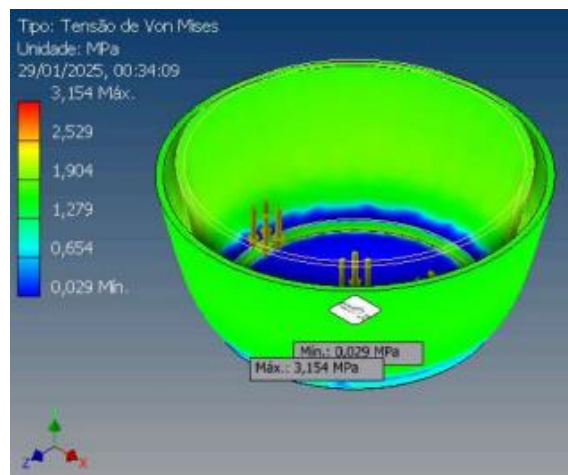 Tipo: Tensão de Von Mises
Unidade: MPa
29/01/2025, 00:34:09
3,154 Máx.
2,529
1,904
1,279
0,654
0,029 Mín.
Mín.: 0,029 MPa
Máx.: 3,154 MPa
Z
X